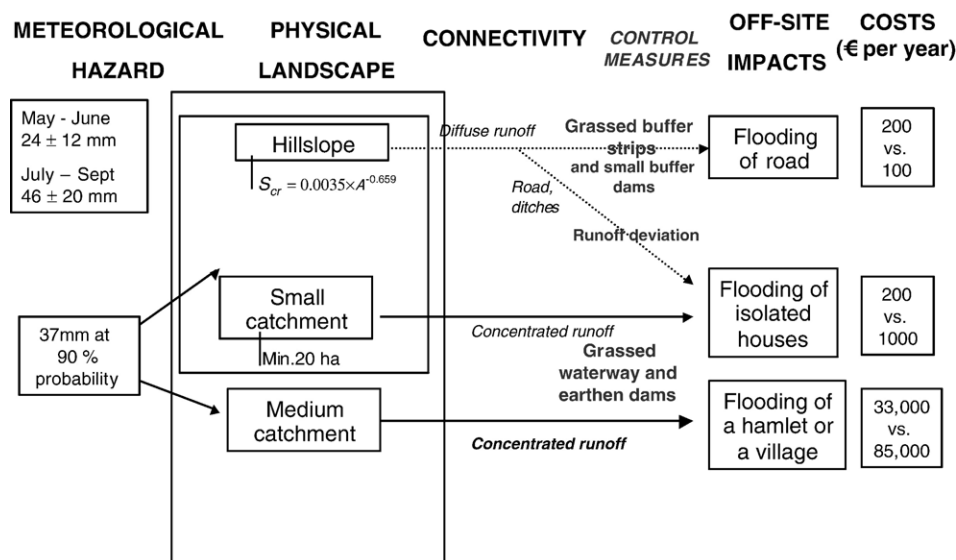 METEOROLOGICAL
HAZARD
PHYSICAL
LANDSCAPE
CONNECTIVITY
CONTROL
MEASURES
OFF-SITE
IMPACTS
COSTS
(€ per year)
May - June
24 ± 12 mm
July – Sept
46 ± 20 mm
Hillslope
S_cr = 0.0035×A^-0.659
Diffuse runoff
Road,
ditches
Grassed buffer
strips
and small buffer
dams
Runoff deviation
Flooding
of road
200
vs.
100
37mm at
90 %
probability
Small
catchment
Min.20 ha
Concentrated runoff
Flooding of
isolated
houses
200
vs.
1000
Grassed
waterway and
earthen dams
Medium
catchment
Concentrated runoff
Flooding of
a hamlet or
a village
33,000
vs.
85,000